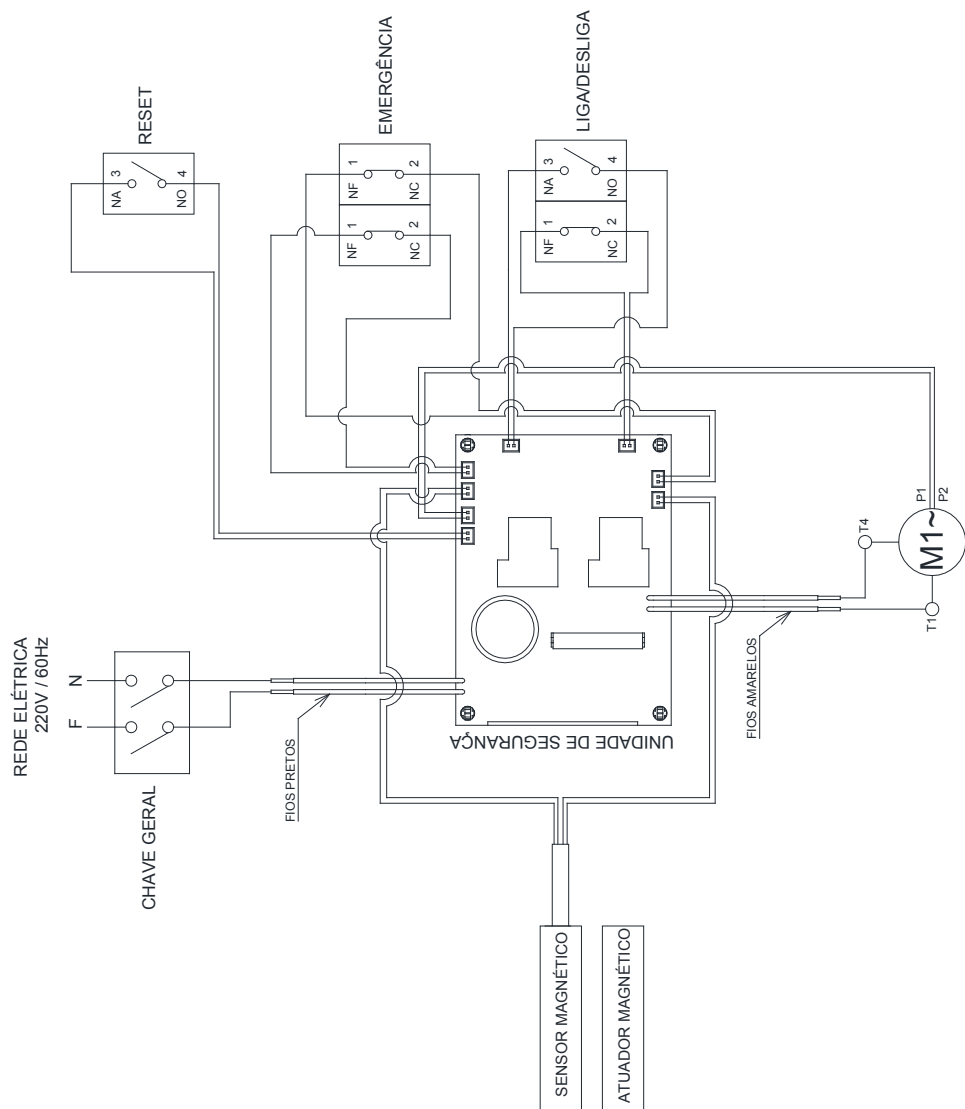 REDE ELÉTRICA
220V / 60Hz
F
N
CHAVE GERAL
FIOS PRETOS
RESET
NA
3
NO
4
EMERGÊNCIA
NF
1
NC
2
NF
1
NC
2
LIGA/DESLIGA
NF
1
NC
2
NA
3
NO
4
UNIDADE DE SEGURANÇA
FIOS AMARELOS
T1
T4
M1~
P1
P2
SENSOR MAGNÉTICO
ATUADOR MAGNÉTICO